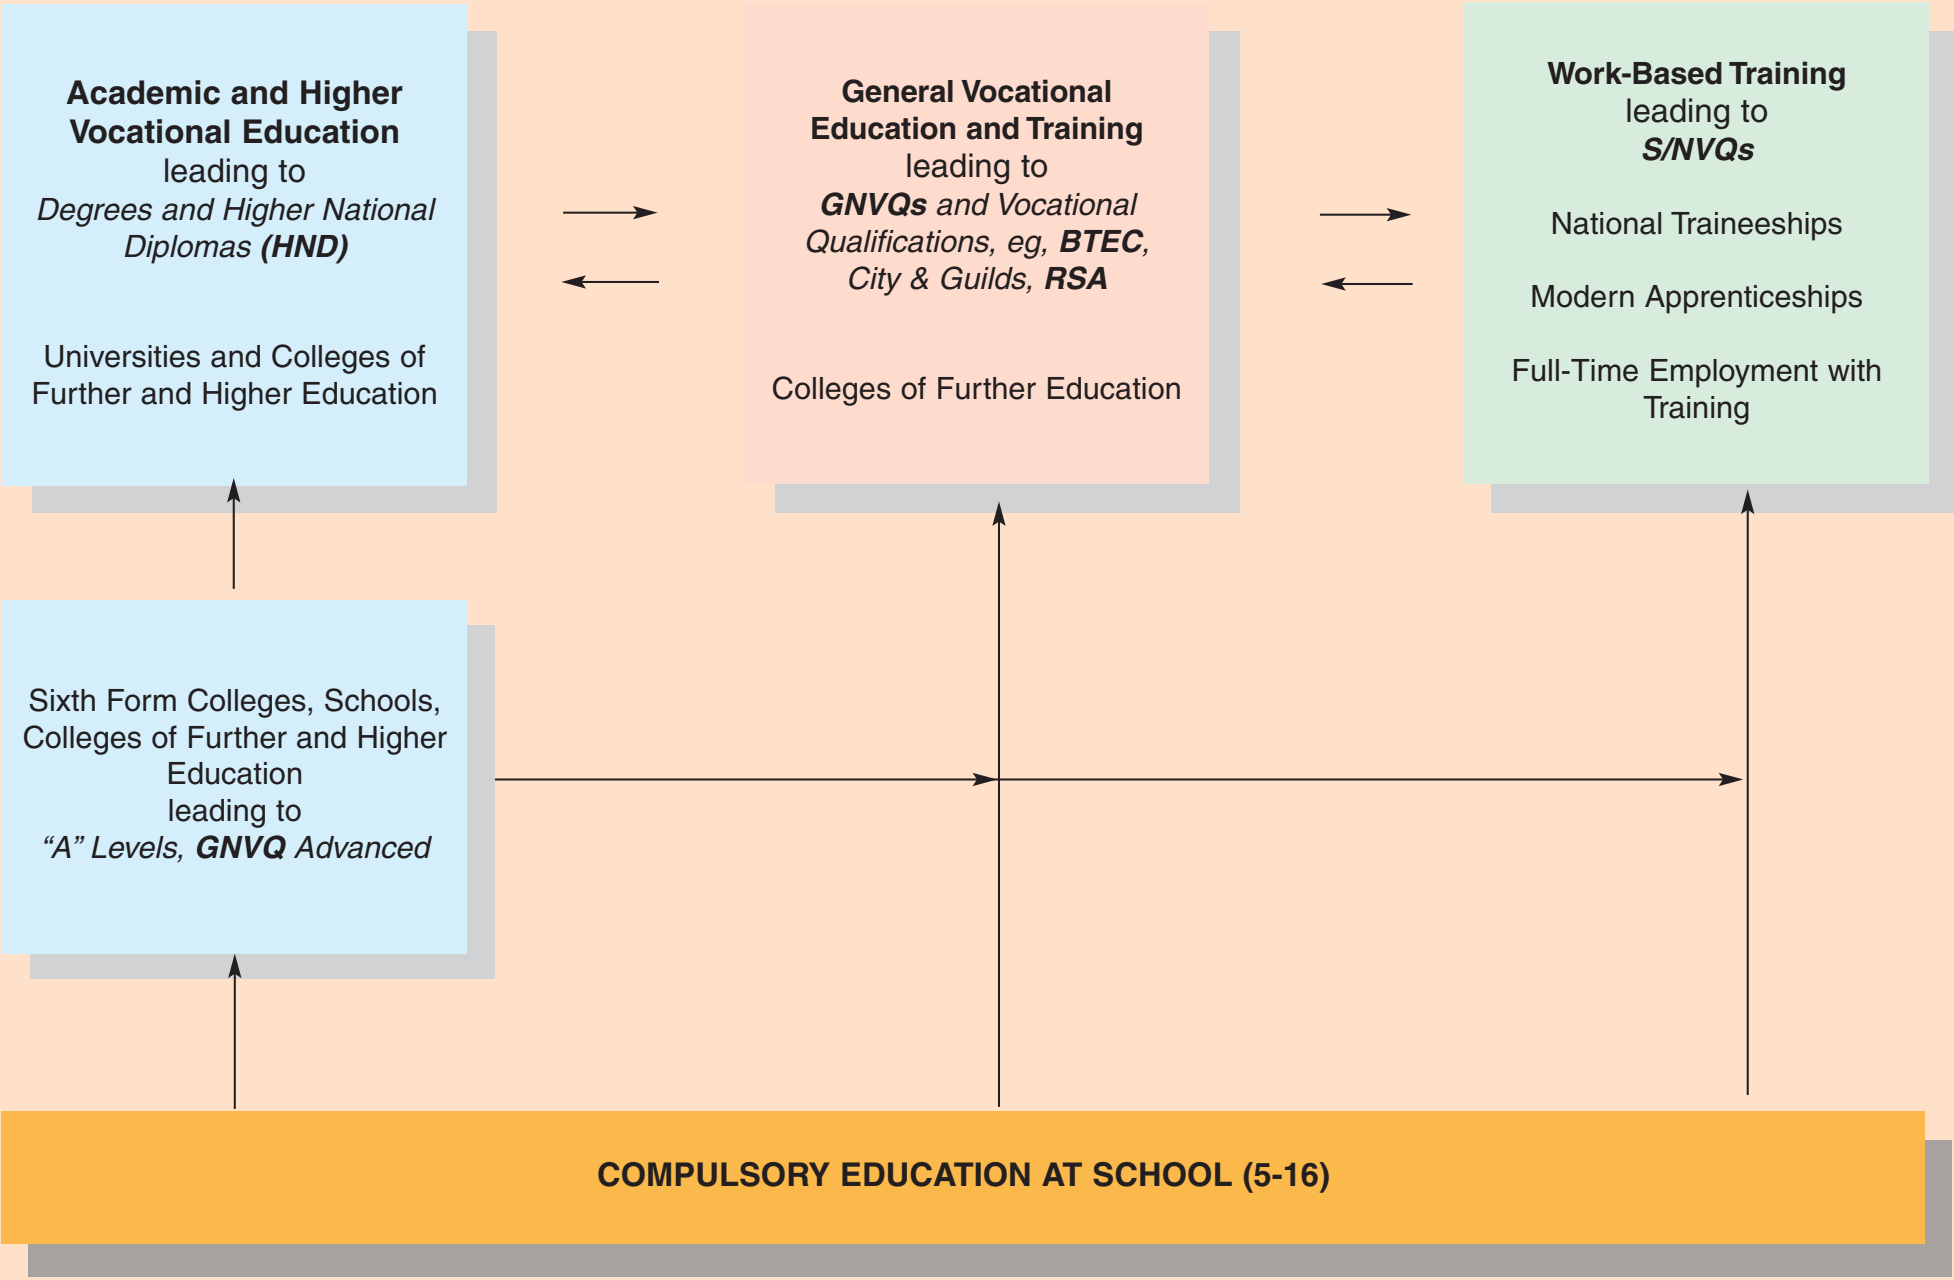 Academic and Higher
Vocational Education
leading to
Degrees and Higher National
Diplomas (HND)
Universities and Colleges of
Further and Higher Education
General Vocational
Education and Training
leading to
GNVQs and Vocational
Qualifications, eg, BTEC,
City & Guilds, RSA
Colleges of Further Education
Work-Based Training
leading to
S/NVQs
National Traineeships
Modern Apprenticeships
Full-Time Employment with
Training
Sixth Form Colleges, Schools,
Colleges of Further and Higher
Education
leading to
“A” Levels, GNVQ Advanced
COMPULSORY EDUCATION AT SCHOOL (5-16)